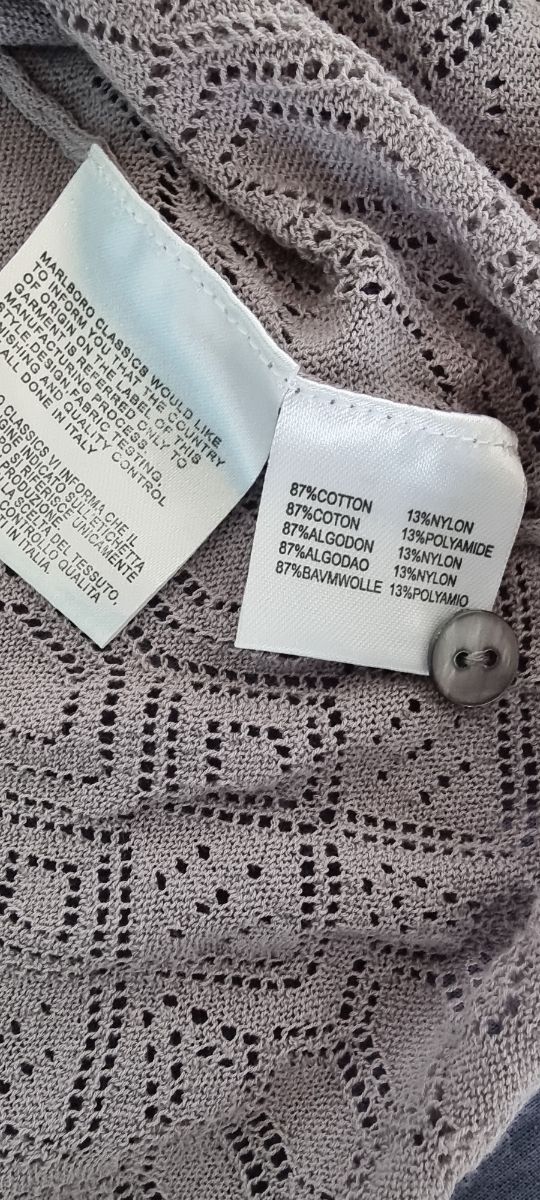 MARLBORO CLASSICS WOULD LIKE
TO INFORM YOU THAT THE COUNTRY
OF ORIGIN ON THE LABEL OF THIS
GARMENT IS
MANUFACTUS REFERRED ONLY TO
STYLE DESIGN PROCESS
FABRIC TESTING,
AND QUALITY CONTROL
ALL DONE IN ITALY
CLASSICS VI INFORMA CHE IL
INDICATO SULL'ETICHETTA
SI RIFERISCE UNICAMENTE
PRODUZIONE
LA SCELTA DEL TESSUTO,
CONTROLLO QUALITA
IN ITALIA.
87%COTTON 13%NYLON
87%COTON 13%POLYAMIDE
87%ALGODON 13%NYLON
87%ALGODAO 13%NYLON
87%BAVMWOLLE 13%POLYAMIO